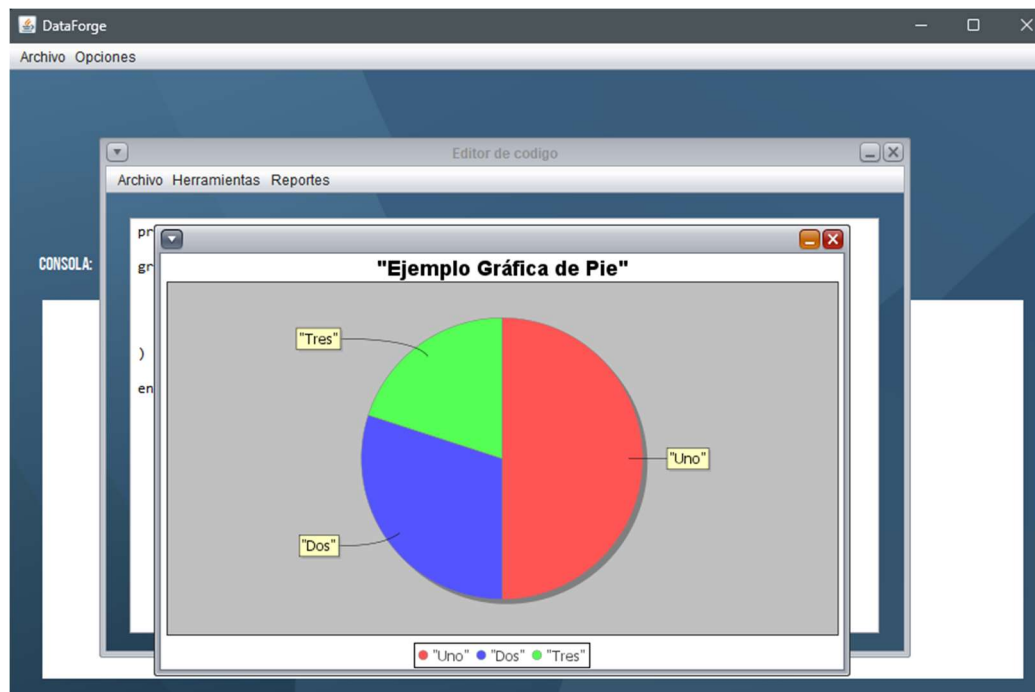 DataForge
Archivo Opciones
Editor de codigo
Archivo Herramientas Reportes
pr
CONSOLA:
gr
"Ejemplo Gráfica de Pie"
"Tres"
)
en
"Uno"
"Dos"
"Uno" "Dos" "Tres"